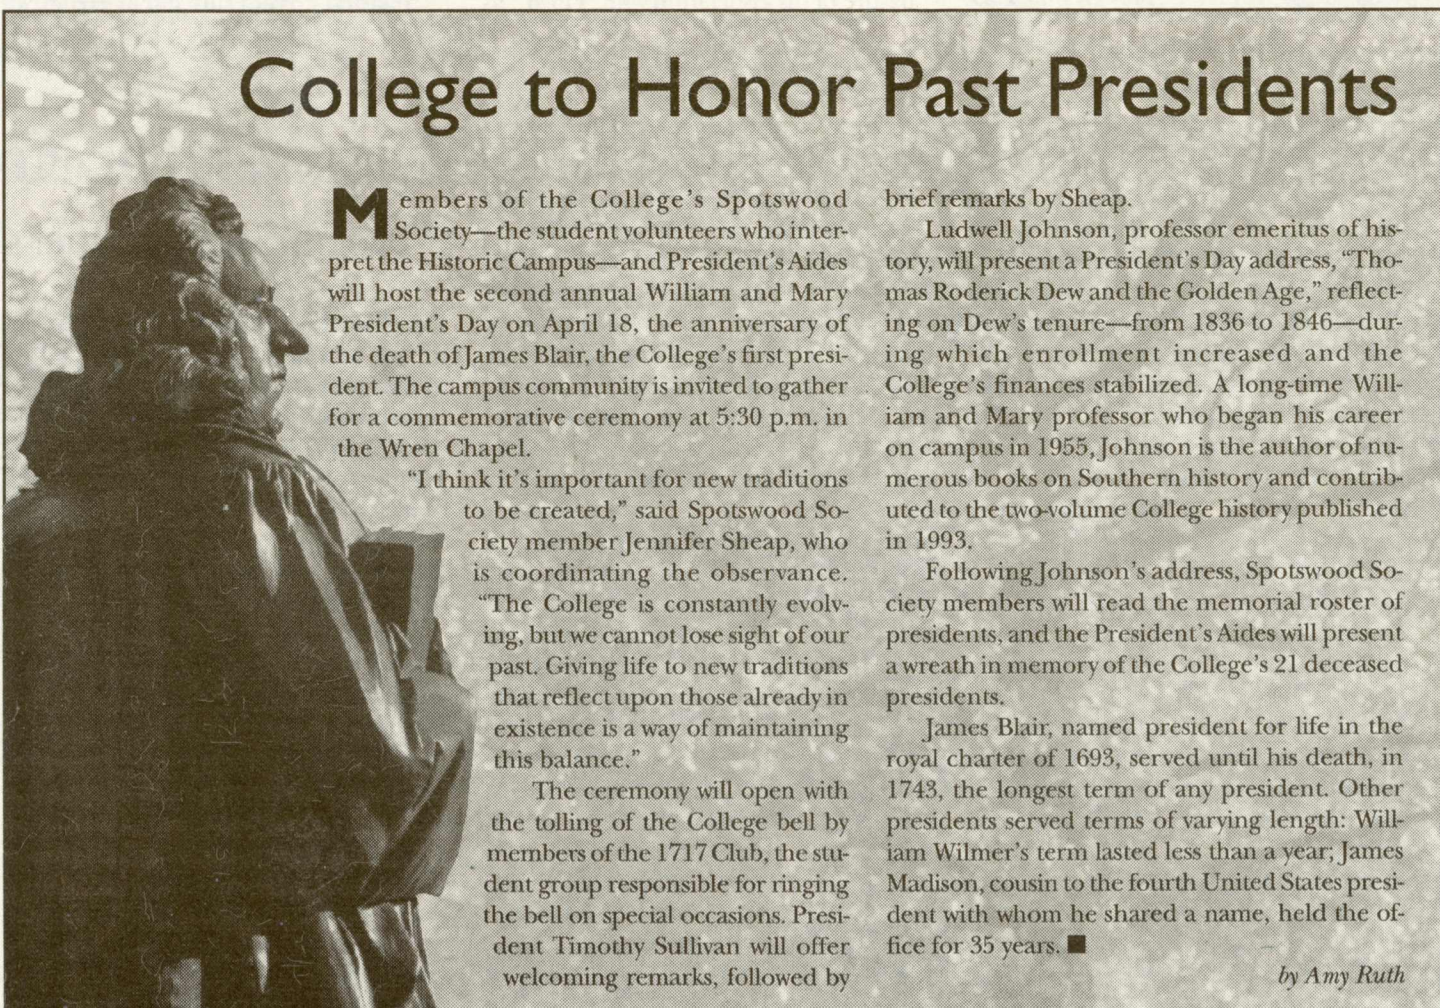 College to Honor Past Presidents
Members of the College's Spotswood
Society—the student volunteers who inter-
pret the Historic Campus—and President's Aides
will host the second annual William and Mary
President's Day on April 18, the anniversary of
the death of James Blair, the College's first presi-
dent. The campus community is invited to gather
for a commemorative ceremony at 5:30 p.m. in
the Wren Chapel.
"I think it's important for new traditions
to be created," said Spotswood So-
ciety member Jennifer Sheap, who
is coordinating the observance.
"The College is constantly evolv-
ing, but we cannot lose sight of our
past. Giving life to new traditions
that reflect upon those already in
existence is a way of maintaining
this balance."
The ceremony will open with
the tolling of the College bell by
members of the 1717 Club, the stu-
dent group responsible for ringing
the bell on special occasions. Presi-
dent Timothy Sullivan will offer
welcoming remarks, followed by
brief remarks by Sheap.
Ludwell Johnson, professor emeritus of his-
tory, will present a President's Day address, "Tho-
mas Roderick Dew and the Golden Age," reflect-
ing on Dew's tenure—from 1836 to 1846—dur-
ing which enrollment increased and the
College's finances stabilized. A long-time Will-
iam and Mary professor who began his career
on campus in 1955, Johnson is the author of nu-
merous books on Southern history and contrib-
uted to the two-volume College history published
in 1993.
Following Johnson's address, Spotswood So-
ciety members will read the memorial roster of
presidents, and the President's Aides will present
a wreath in memory of the College's 21 deceased
presidents.
James Blair, named president for life in the
royal charter of 1693, served until his death, in
1743, the longest term of any president. Other
presidents served terms of varying length: Will-
iam Wilmer's term lasted less than a year; James
Madison, cousin to the fourth United States presi-
dent with whom he shared a name, held the of-
fice for 35 years. ■
by Amy Ruth